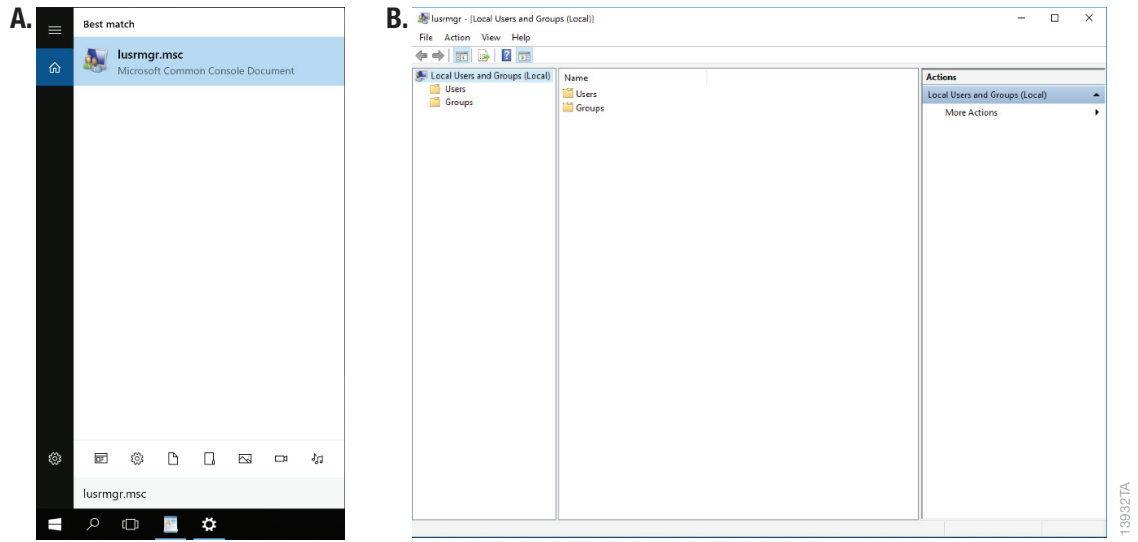 A.
Best match
lusrmgr.msc
Microsoft Common Console Document
lusrmgr.msc
B.
lusrmgr - [Local Users and Groups (Local)]
File Action View Help
Local Users and Groups (Local)
Users
Groups
Name
Users
Groups
Actions
Local Users and Groups (Local)
More Actions
13932TA